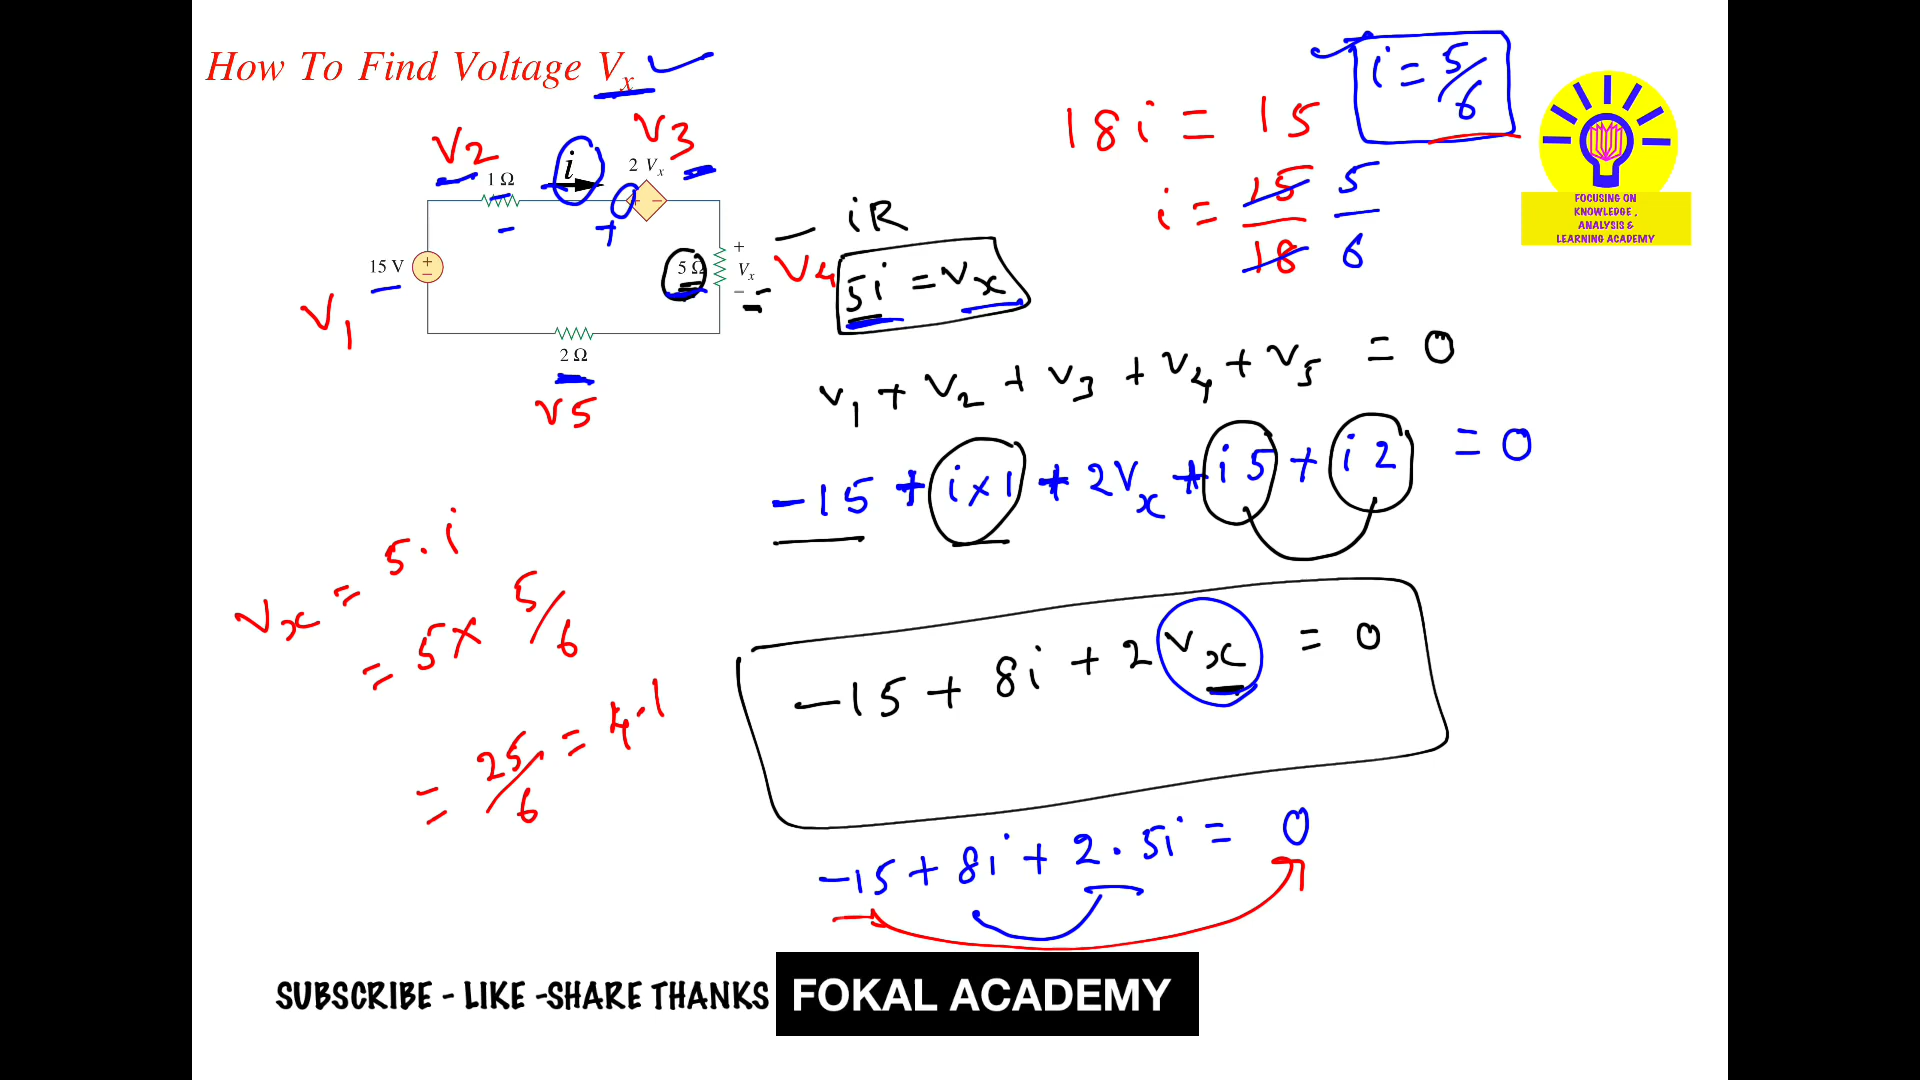 How To Find Voltage Vx
V2
V3
i
2 Vx
1 Ω
+ −
-
+
15 V
+
−
V1
5 Ω
+
Vx
−
-
V4
2 Ω
V5
iR
5i = Vx
18i = 15
i = 5/6
i = 15/18 5/6
FOCUSING ON
KNOWLEDGE ,
ANALYSIS &
LEARNING ACADEMY
V1 + V2 + V3 + V4 + V5 = 0
-15 + i×1 + 2Vx + i5 + i2 = 0
-15 + 8i + 2Vx = 0
-15 + 8i + 2·5i = 0
Vx = 5·i
= 5× 5/6
= 25/6 = 4·1
SUBSCRIBE - LIKE -SHARE THANKS
FOKAL ACADEMY